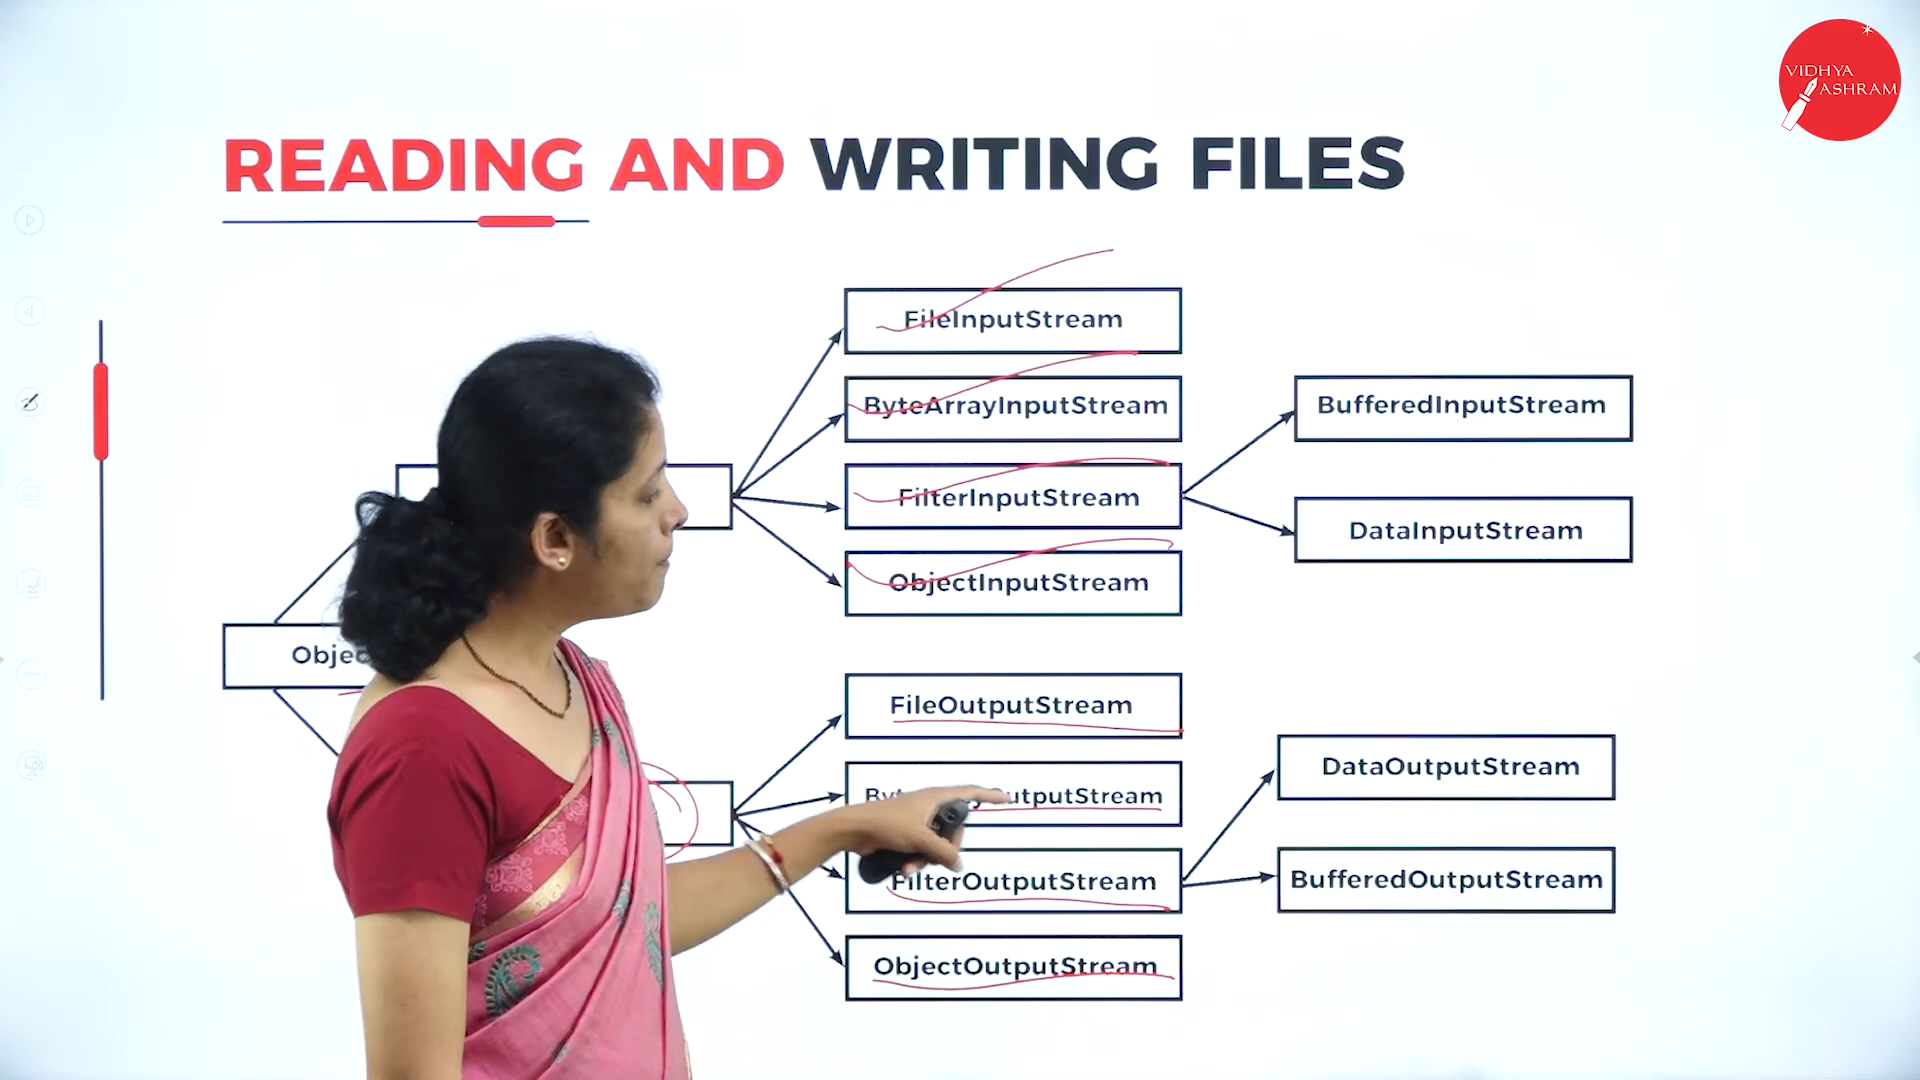 VIDHYA
ASHRAM
READING AND WRITING FILES
FileInputStream
ByteArrayInputStream
BufferedInputStream
FilterInputStream
DataInputStream
ObjectInputStream
FileOutputStream
DataOutputStream
FilterOutputStream
BufferedOutputStream
ObjectOutputStream